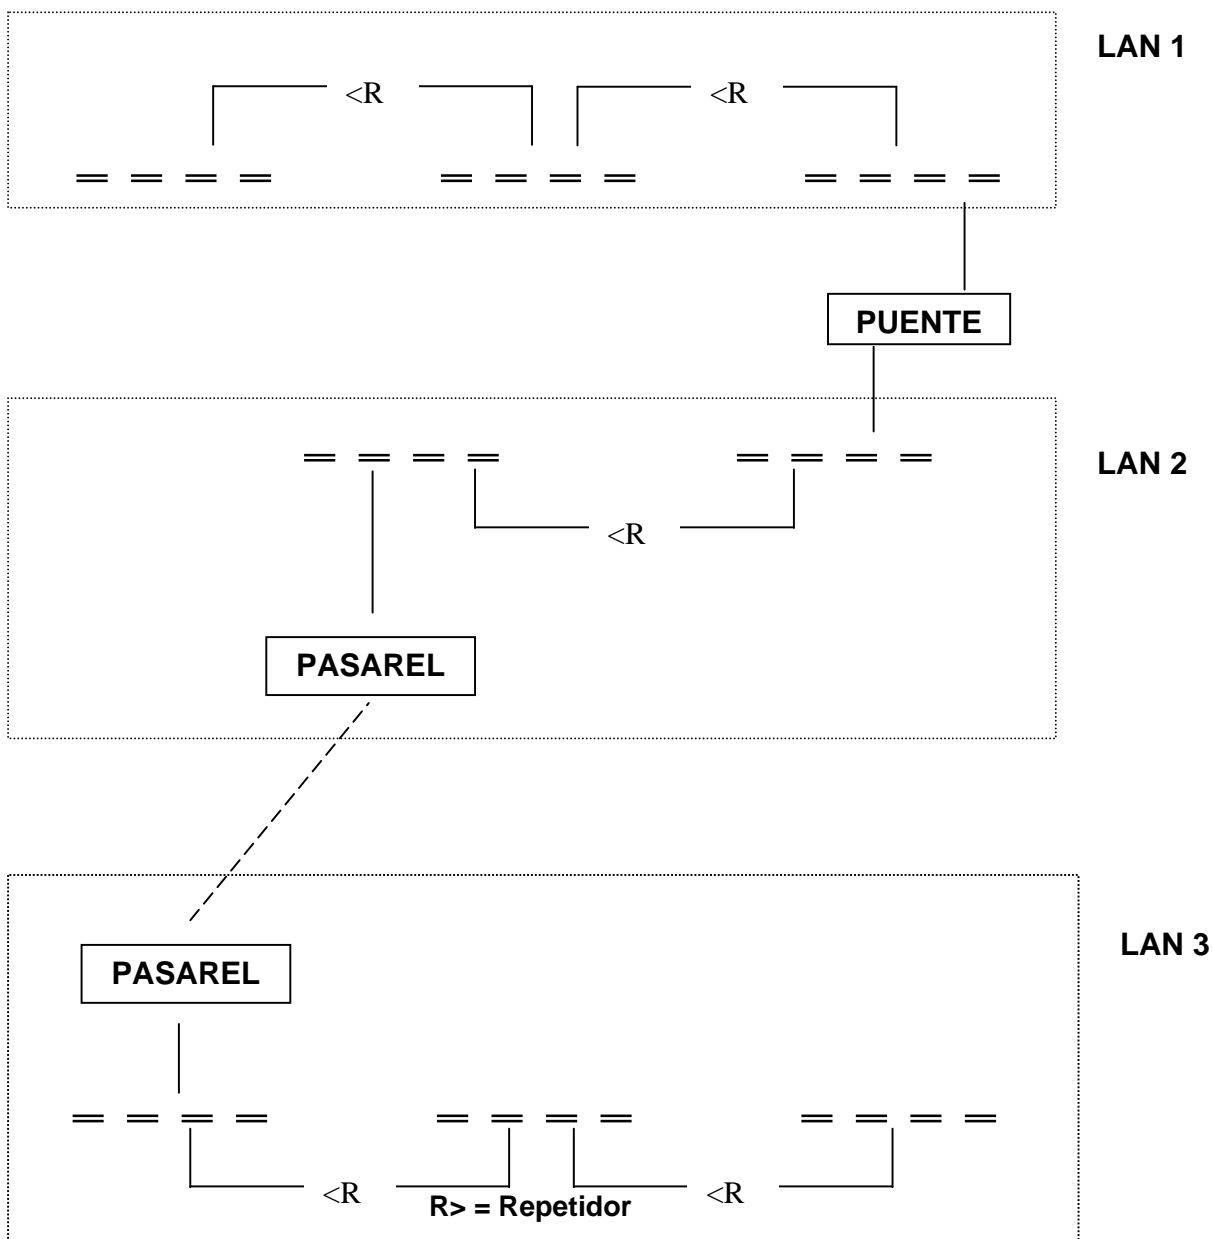 LAN 1
<R <R
PUENTE
LAN 2
<R
PASAREL
LAN 3
PASAREL
<R <R
R> = Repetidor